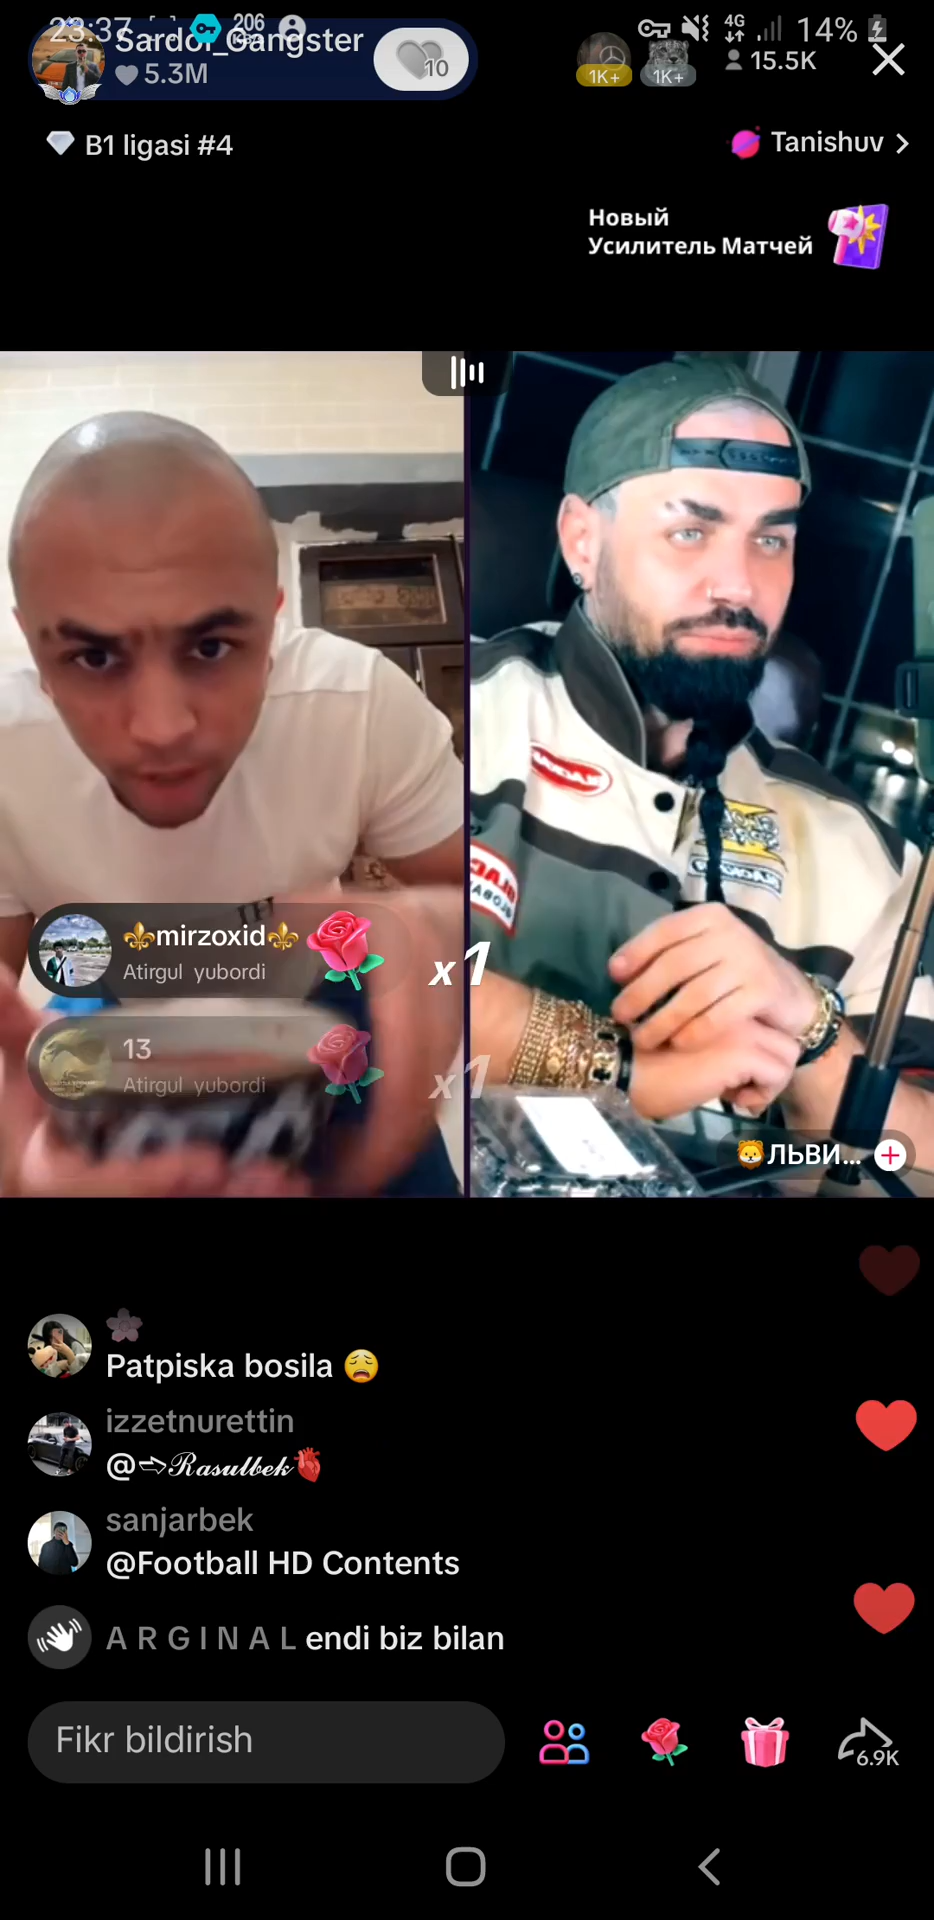 23:37
206
KB/s
4G
14%
Sardor_Gangster
5.3M
10
1K+
1K+
15.5K
B1 ligasi #4
Tanishuv
Новый
Усилитель Матчей
⚜️mirzoxid⚜️
Atirgul yubordi
x1
13
Atirgul yubordi
x1
🦁ЛЬВИ...
🌸
Patpiska bosila 😩
izzetnurettin
@➪𝓡𝓪𝓼𝓾𝓵𝓫𝓮𝓴🫀
sanjarbek
@Football HD Contents
A R G I N A L endi biz bilan
Fikr bildirish
6.9K